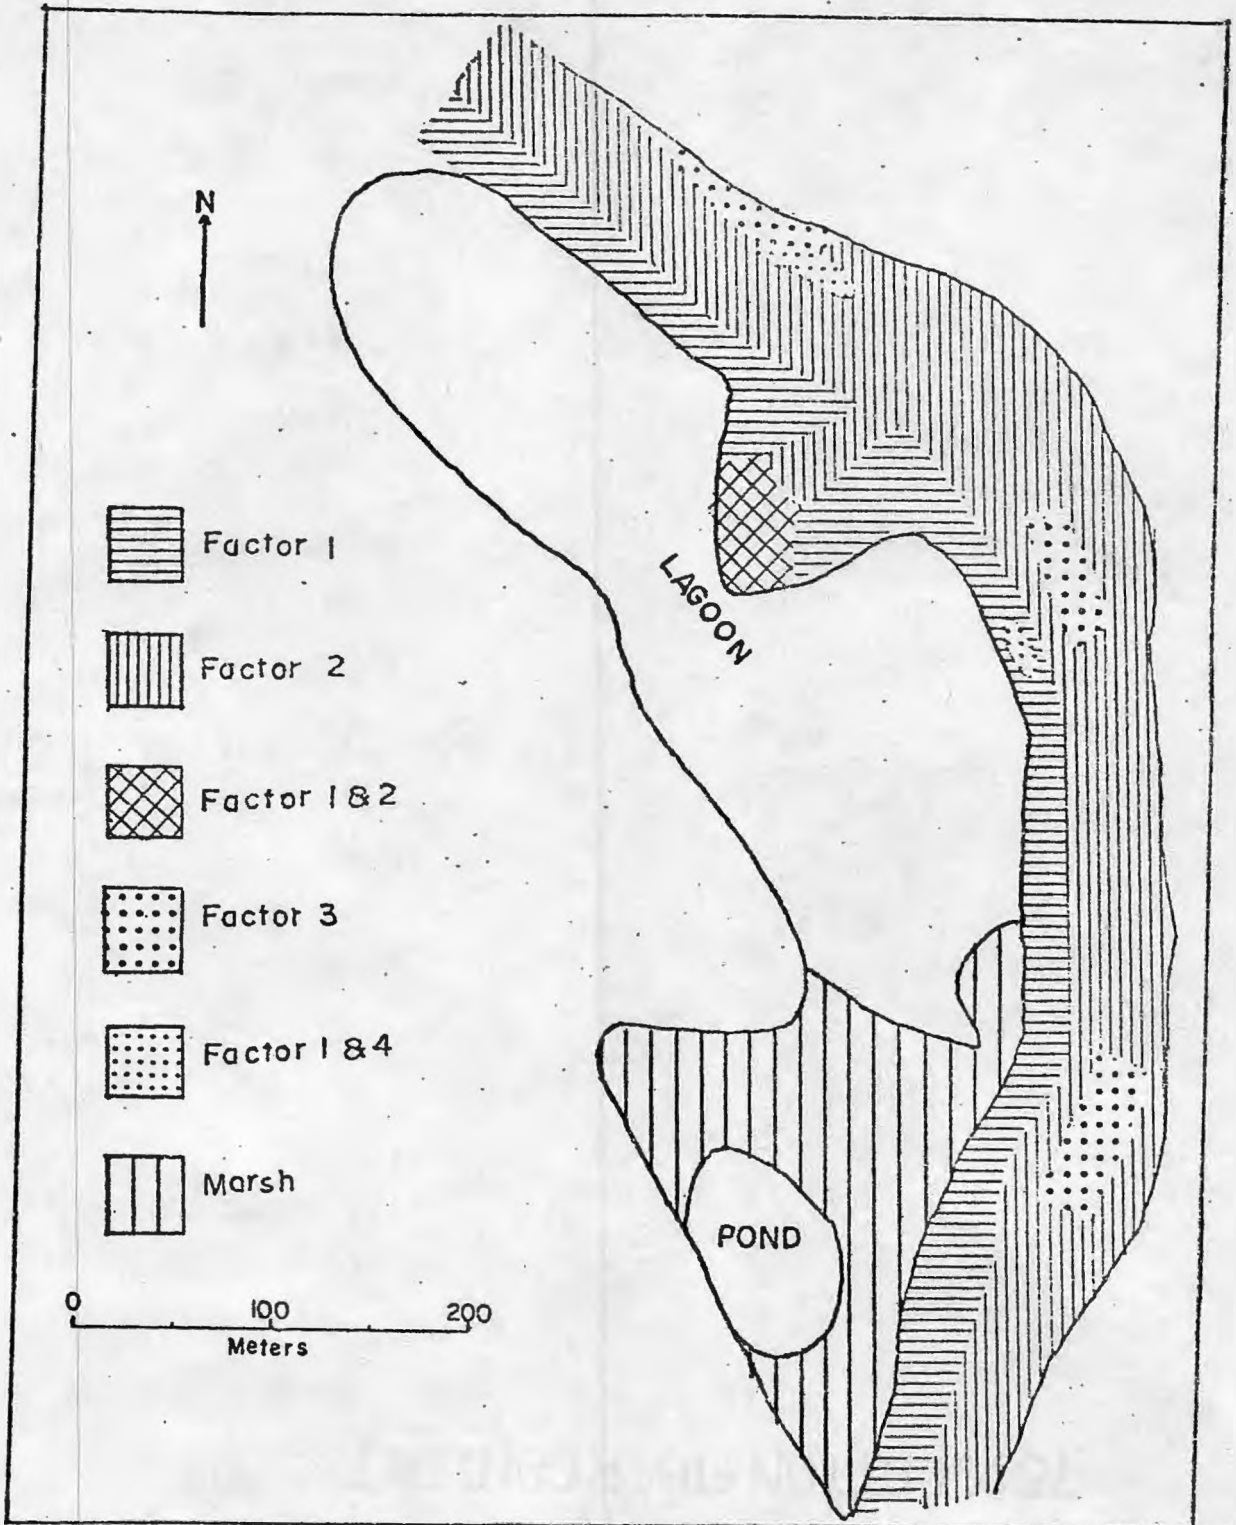 N
Factor 1
Factor 2
Factor 1 & 2
Factor 3
Factor 1 & 4
Marsh
LAGOON
POND
0 100 200
Meters